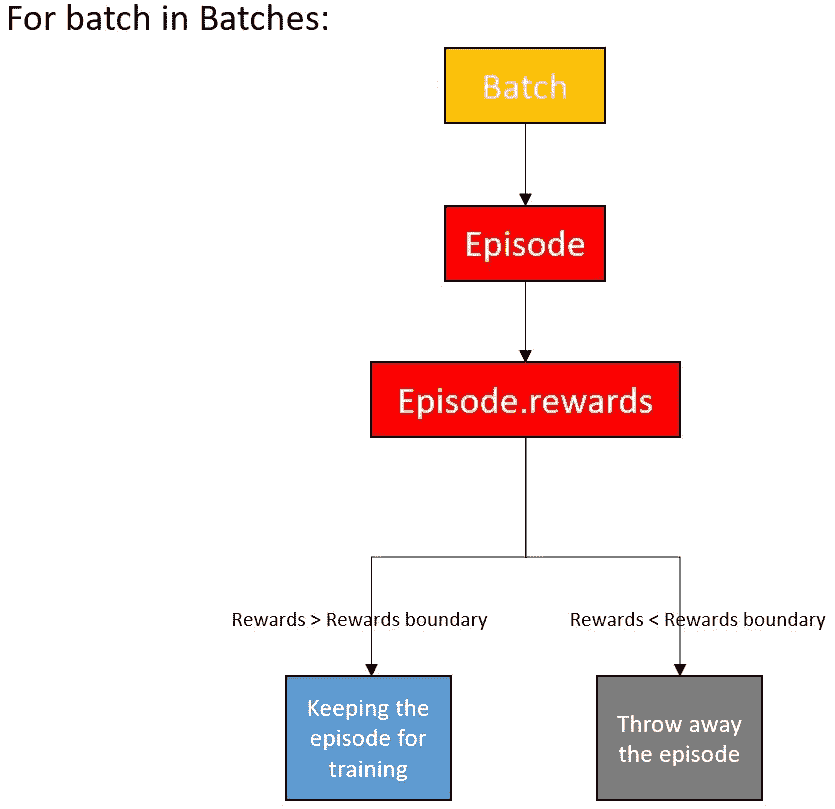 For batch in Batches:
Batch
Episode
Episode.rewards
Rewards > Rewards boundary
Rewards < Rewards boundary
Keeping the
episode for
training
Throw away
the episode